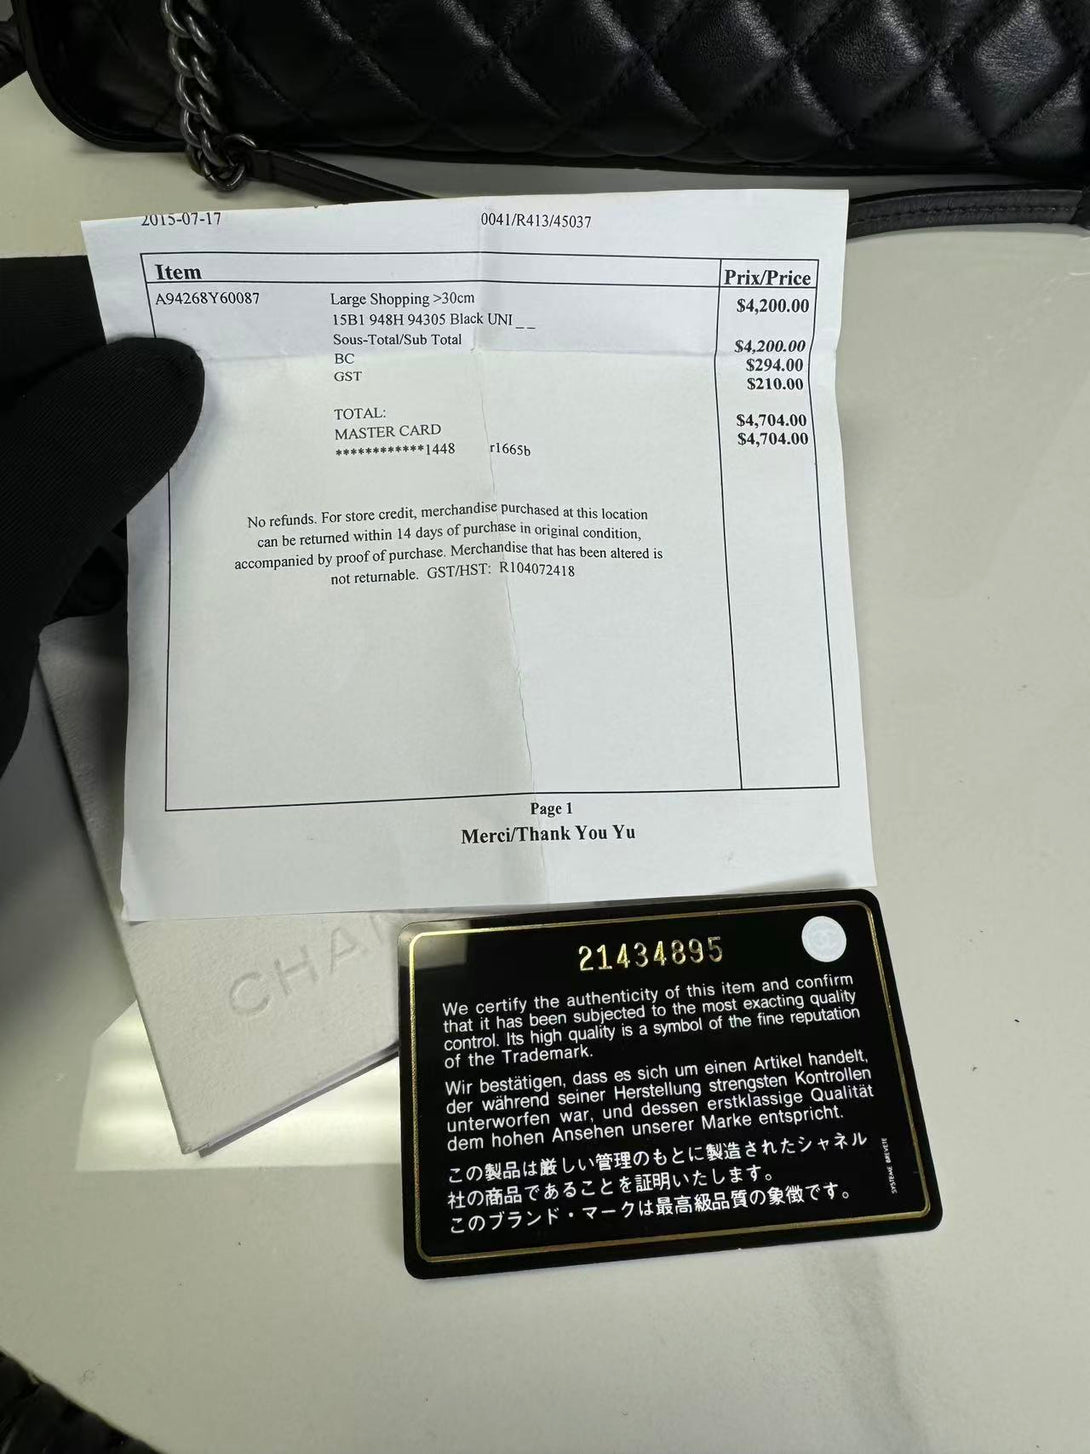 2015-07-17 0041/R413/45037
Item Prix/Price
A94268Y60087 Large Shopping >30cm $4,200.00
15B1 948H 94305 Black UNI _ _
Sous-Total/Sub Total $4,200.00
BC $294.00
GST $210.00
TOTAL: $4,704.00
MASTER CARD $4,704.00
************1448 r1665b
No refunds. For store credit, merchandise purchased at this location
can be returned within 14 days of purchase in original condition,
accompanied by proof of purchase. Merchandise that has been altered is
not returnable. GST/HST: R104072418
Page 1
Merci/Thank You Yu
CHA
21434895
We certify the authenticity of this item and confirm
that it has been subjected to the most exacting quality
control. Its high quality is a symbol of the fine reputation
of the Trademark.
Wir bestätigen, dass es sich um einen Artikel handelt,
der während seiner Herstellung strengsten Kontrollen
unterworfen war, und dessen erstklassige Qualität
dem hohen Ansehen unserer Marke entspricht.
この製品は厳しい管理のもとに製造されたシャネル
社の商品であることを証明いたします。
このブランド・マークは最高級品質の象徴です。
SYSTEME BREVETE